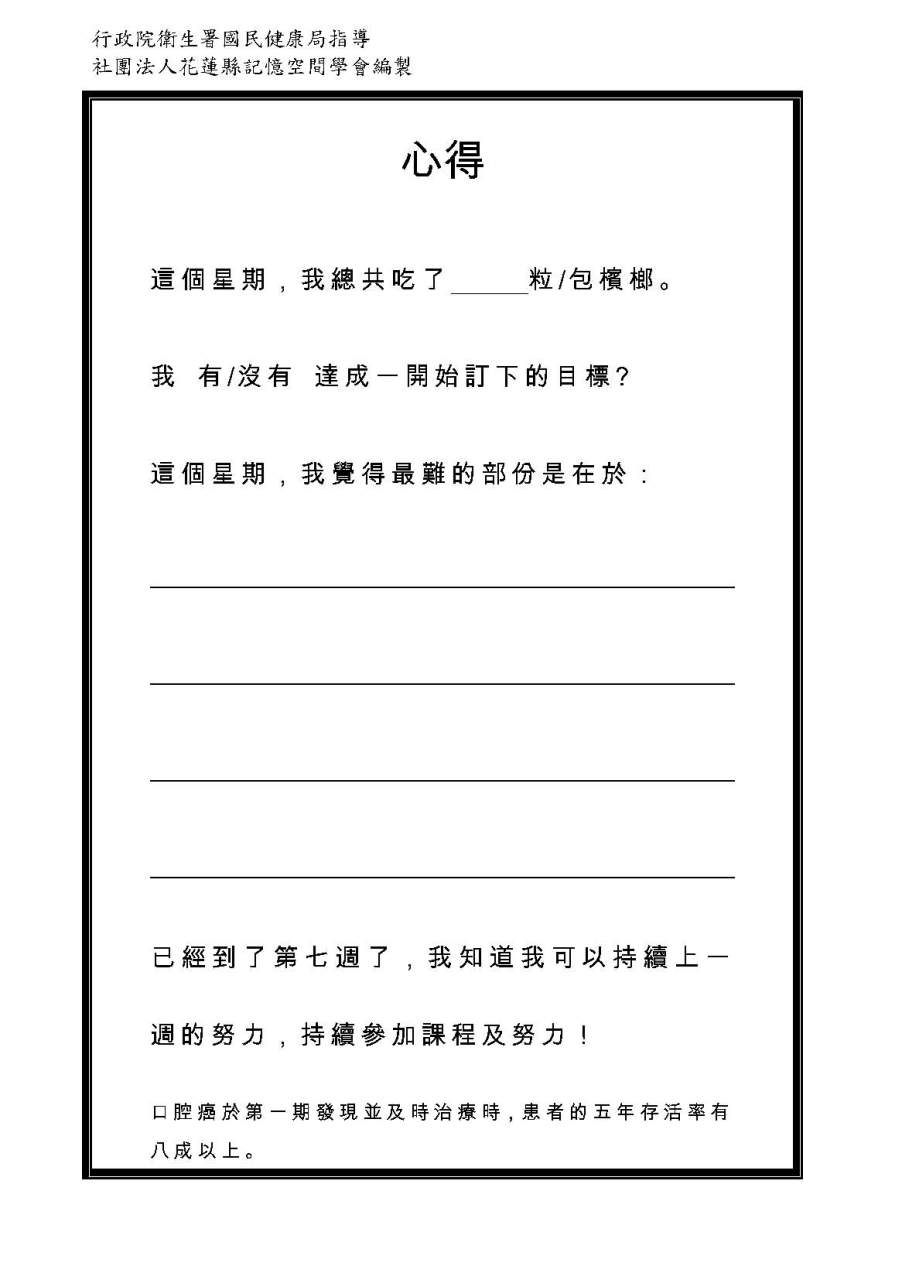 行政院衛生署國民健康局指導
社團法人花蓮縣記憶空間學會編製
心得
這個星期，我總共吃了______粒/包檳榔。
我 有/沒有 達成一開始訂下的目標?
這個星期，我覺得最難的部份是在於：
已經到了第七週了，我知道我可以持續上一
週的努力，持續參加課程及努力！
口腔癌於第一期發現並及時治療時，患者的五年存活率有
八成以上。